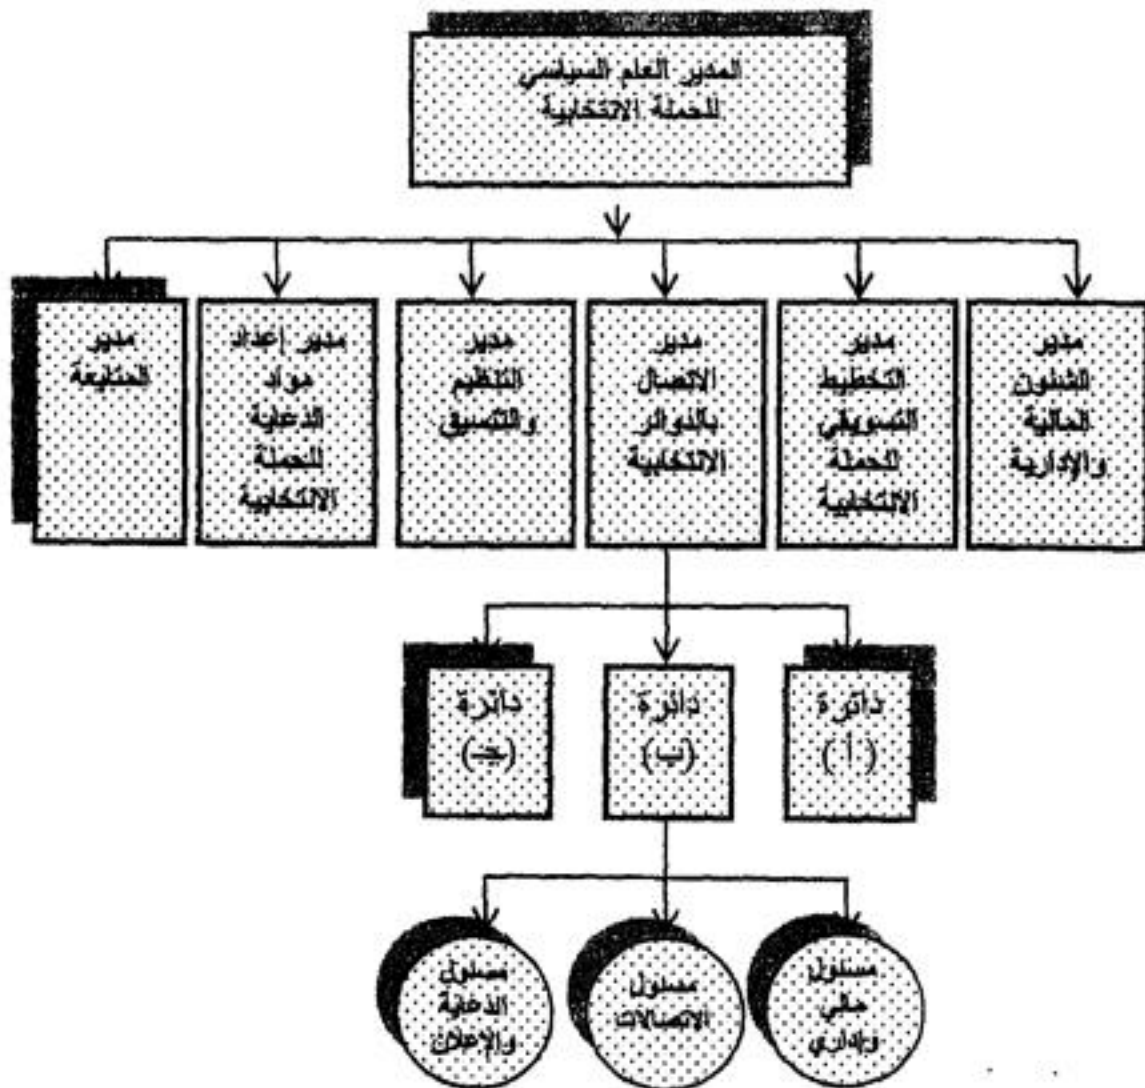 المدير العام السياسي
للحملة الانتخابية
مدير
الشئون
المالية
والإدارية
مدير
التخطيط
التسويقي
للحملة
الانتخابية
مدير
الاتصال
بالدوائر
الانتخابية
مدير
التنظيم
والتنسيق
مدير إعداد
مواد
الدعاية
للحملة
الانتخابية
مدير
المتابعة
دائرة
(أ)
دائرة
(ب)
دائرة
(جـ)
مسئول
مالي
وإداري
مسئول
الاتصالات
مسئول
الدعاية
والإعلان